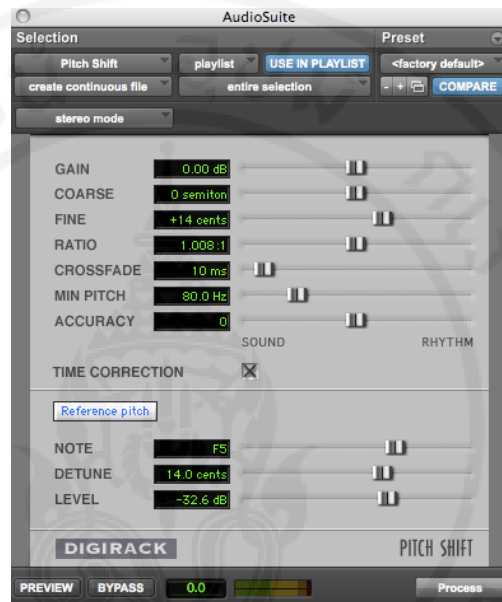 AudioSuite
Selection Preset
Pitch Shift playlist USE IN PLAYLIST <factory default>
create continuous file entire selection - + COMPARE
stereo mode
GAIN 0.00 dB
COARSE 0 semiton
FINE +14 cents
RATIO 1.008:1
CROSSFADE 10 ms
MIN PITCH 80.0 Hz
ACCURACY 0
SOUND RHYTHM
TIME CORRECTION
Reference pitch
NOTE F5
DETUNE 14.0 cents
LEVEL -32.6 dB
DIGIRACK PITCH SHIFT
PREVIEW BYPASS 0.0 Process